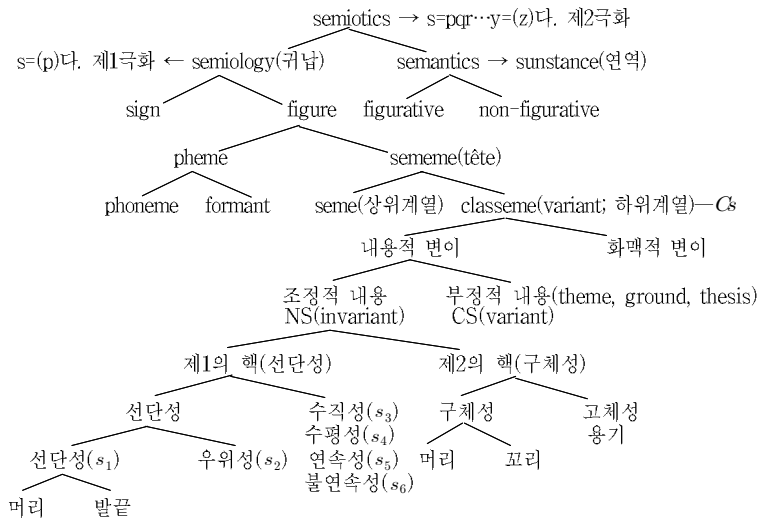 semiotics → s=pqr…y=(z)다. 제2극화
s=(p)다. 제1극화 ← semiology(귀납) semantics → sunstance(연역)
sign figure figurative non-figurative
pheme sememe(tête)
phoneme formant seme(상위계열) classeme(variant; 하위계열)—Cs
내용적 변이 화맥적 변이
조정적 내용 부정적 내용(theme, ground, thesis)
NS(invariant) CS(variant)
제1의 핵(선단성) 제2의 핵(구체성)
선단성 수직성(s₃) 구체성 고체성
수평성(s₄) 용기
선단성(s₁) 우위성(s₂) 연속성(s₅) 머리 꼬리
불연속성(s₆)
머리 발끝